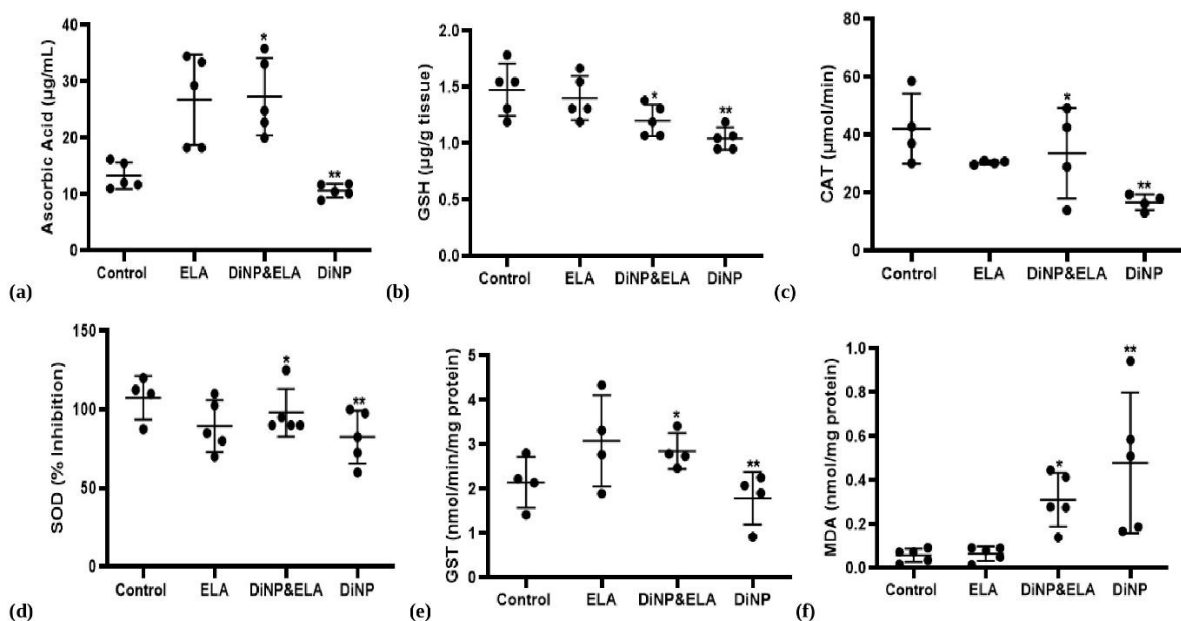 Ascorbic Acid (µg/mL)
40
30
20
10
0
*
**
Control ELA DiNP&ELA DiNP
(a)
GSH (µg/g tissue)
2.0
1.5
1.0
0.5
0.0
*
**
Control ELA DiNP&ELA DiNP
(b)
CAT (µmol/min)
80
60
40
20
0
*
**
Control ELA DiNP&ELA DiNP
(c)
SOD (% Inhibition)
150
100
50
0
*
**
Control ELA DiNP&ELA DiNP
(d)
GST (nmol/min/mg protein)
5
4
3
2
1
0
*
**
Control ELA DiNP&ELA DiNP
(e)
MDA (nmol/mg protein)
1.0
0.8
0.6
0.4
0.2
0.0
*
**
Control ELA DiNP&ELA DiNP
(f)